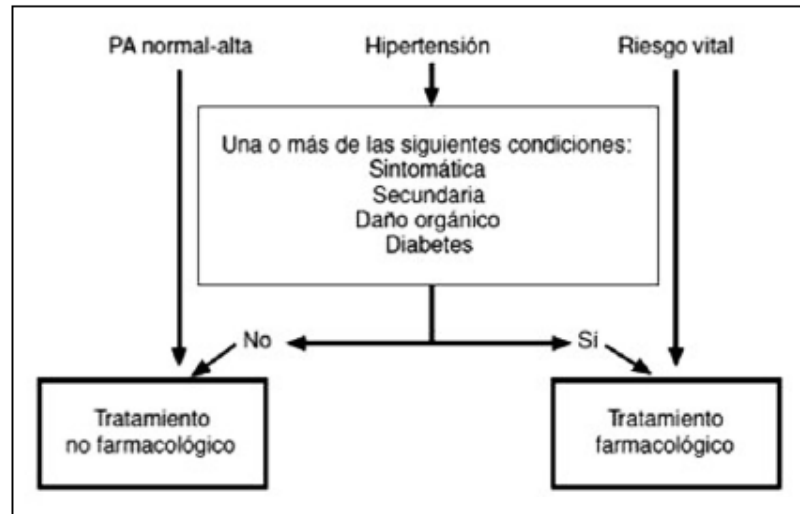 PA normal-alta
Hipertensión
Riesgo vital
Una o más de las siguientes condiciones:
Sintomática
Secundaria
Daño orgánico
Diabetes
No
Si
Tratamiento
no farmacológico
Tratamiento
farmacológico